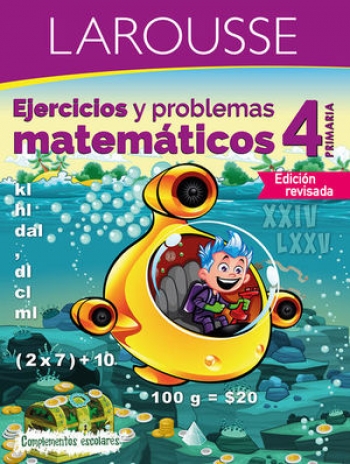 LAROUSSE
Ejercicios y problemas
matemáticos 4
PRIMARIA
Edición
revisada
XXIV
LXXV
kl
hl
dal
, dl
cl
ml
(2 x 7) + 10
100 g = $20
Complementos escolares